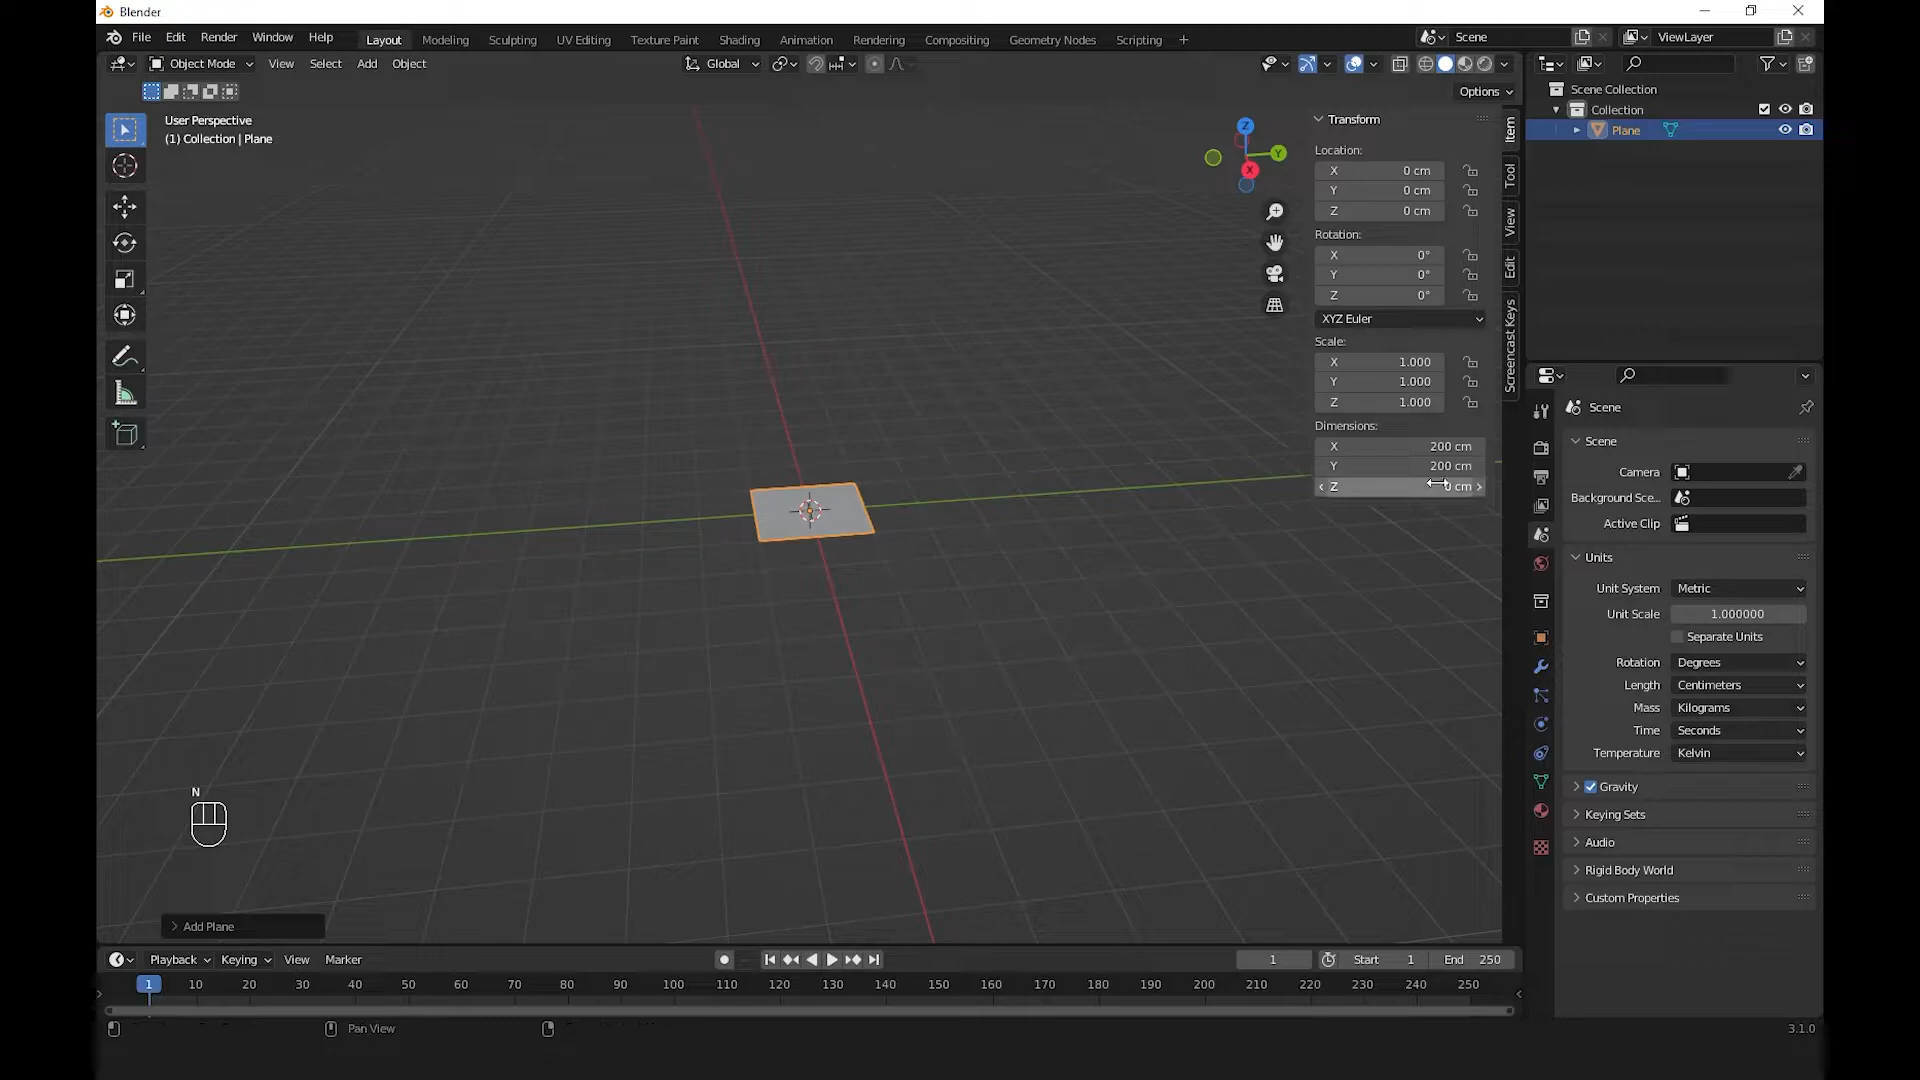 Blender
File Edit Render Window Help Layout Modeling Sculpting UV Editing Texture Paint Shading Animation Rendering Compositing Geometry Nodes Scripting + Scene ViewLayer
Object Mode View Select Add Object Global
Options
User Perspective
(1) Collection | Plane
Z
Y
X
Transform
Location:
X 0 cm
Y 0 cm
Z 0 cm
Rotation:
X 0°
Y 0°
Z 0°
XYZ Euler
Scale:
X 1.000
Y 1.000
Z 1.000
Dimensions:
X 200 cm
Y 200 cm
Z 0 cm
Item
Tool
View
Edit
Screencast Keys
Scene Collection
Collection
Plane
Scene
Scene
Camera
Background Sce...
Active Clip
Units
Unit System Metric
Unit Scale 1.000000
Separate Units
Rotation Degrees
Length Centimeters
Mass Kilograms
Time Seconds
Temperature Kelvin
Gravity
Keying Sets
Audio
Rigid Body World
Custom Properties
N
Add Plane
Playback Keying View Marker 1 Start 1 End 250
1 10 20 30 40 50 60 70 80 90 100 110 120 130 140 150 160 170 180 190 200 210 220 230 240 250
Pan View
3.1.0